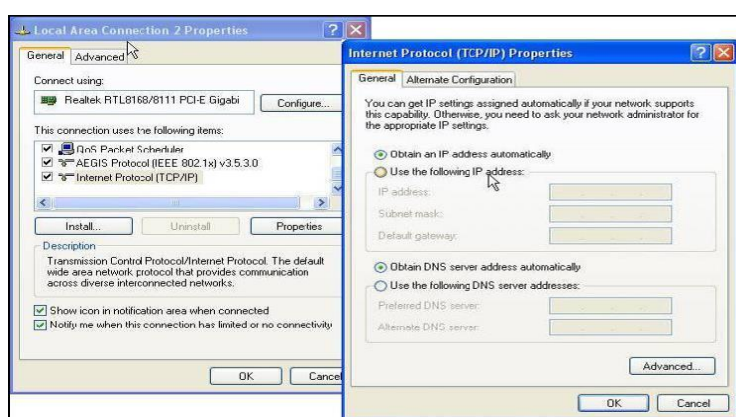 Local Area Connection 2 Properties
General Advanced
Connect using:
Realtek RTL8168/8111 PCI-E Gigabi
Configure...
This connection uses the following items:
QoS Packet Scheduler
AEGIS Protocol (IEEE 802.1x) v3.5.3.0
Internet Protocol (TCP/IP)
Install... Uninstall Properties
Description
Transmission Control Protocol/Internet Protocol. The default
wide area network protocol that provides communication
across diverse interconnected networks.
Show icon in notification area when connected
Notify me when this connection has limited or no connectivity
OK Cancel
Internet Protocol (TCP/IP) Properties
General Alternate Configuration
You can get IP settings assigned automatically if your network supports
this capability. Otherwise, you need to ask your network administrator for
the appropriate IP settings.
Obtain an IP address automatically
Use the following IP address:
IP address:
Subnet mask:
Default gateway:
Obtain DNS server address automatically
Use the following DNS server addresses:
Preferred DNS server:
Alternate DNS server:
Advanced...
OK Cancel